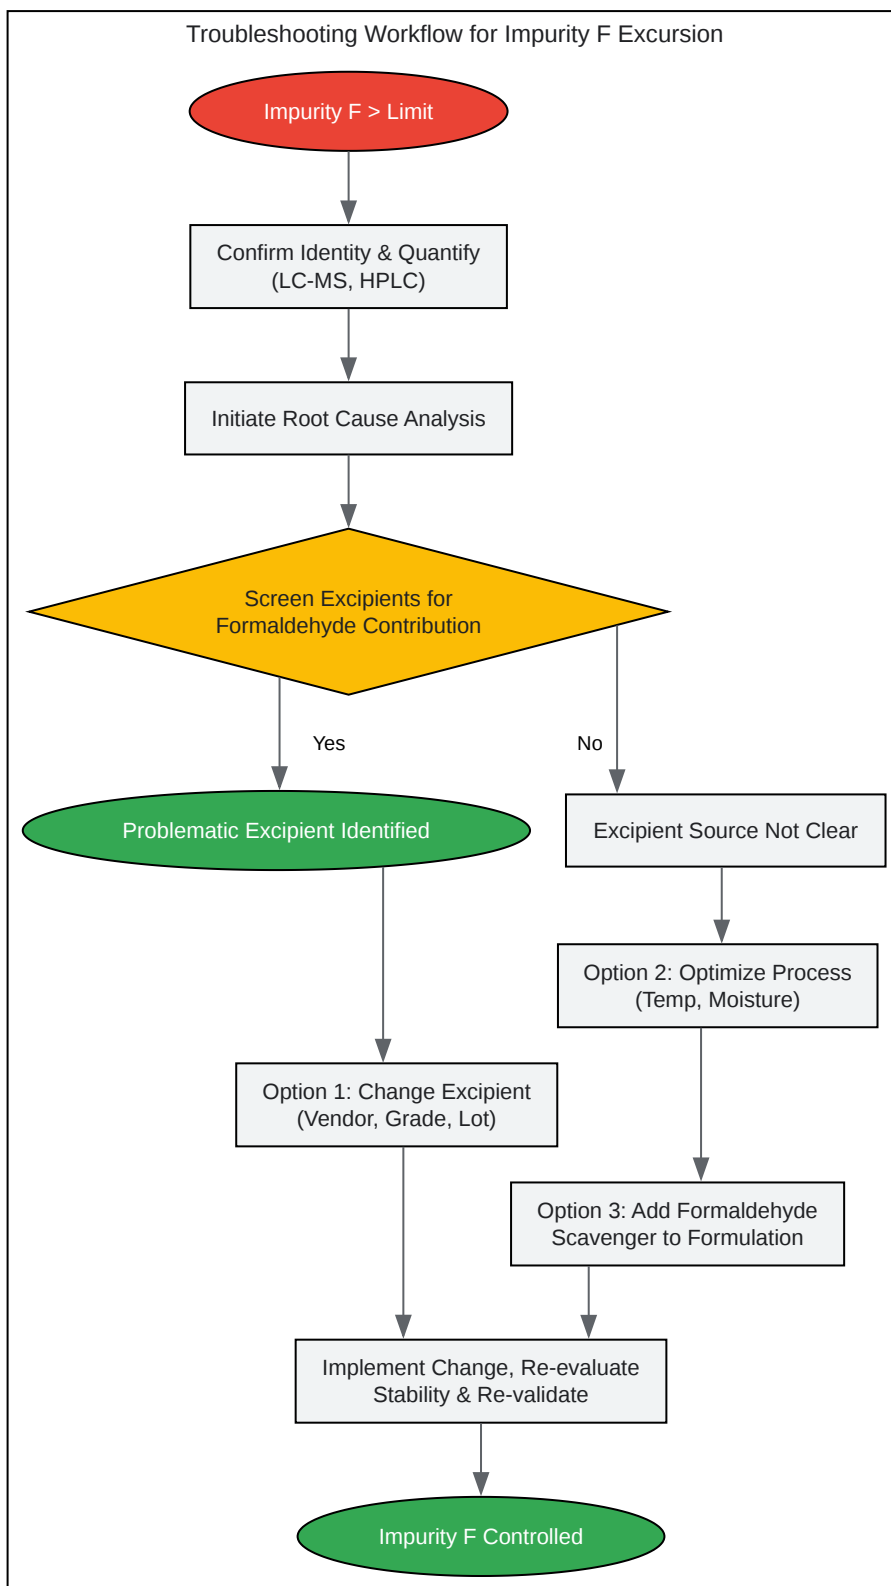 Troubleshooting Workflow for Impurity F Excursion
Impurity F > Limit
Confirm Identity & Quantify
(LC-MS, HPLC)
Initiate Root Cause Analysis
Screen Excipients for
Formaldehyde Contribution
Yes
No
Problematic Excipient Identified
Excipient Source Not Clear
Option 2: Optimize Process
(Temp, Moisture)
Option 1: Change Excipient
(Vendor, Grade, Lot)
Option 3: Add Formaldehyde
Scavenger to Formulation
Implement Change, Re-evaluate
Stability & Re-validate
Impurity F Controlled